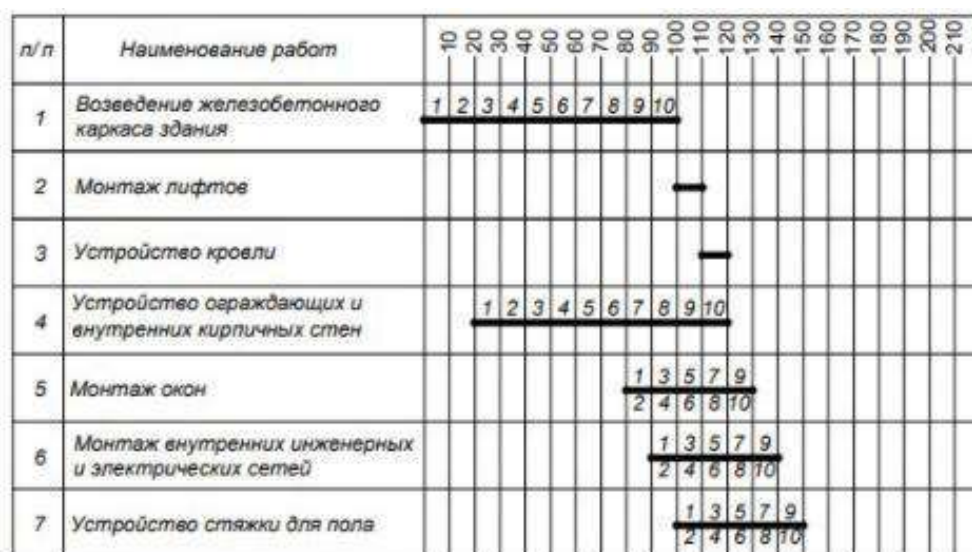 п/п Наименование работ 10 20 30 40 50 60 70 80 90 100 110 120 130 140 150 160 170 180 190 200 210
1 Возведение железобетонного каркаса здания 1 2 3 4 5 6 7 8 9 10
2 Монтаж лифтов
3 Устройство кровли
4 Устройство ограждающих и внутренних кирпичных стен 1 2 3 4 5 6 7 8 9 10
5 Монтаж окон 1 3 5 7 9
2 4 6 8 10
6 Монтаж внутренних инженерных и электрических сетей 1 3 5 7 9
2 4 6 8 10
7 Устройство стяжки для пола 1 3 5 7 9
2 4 6 8 10